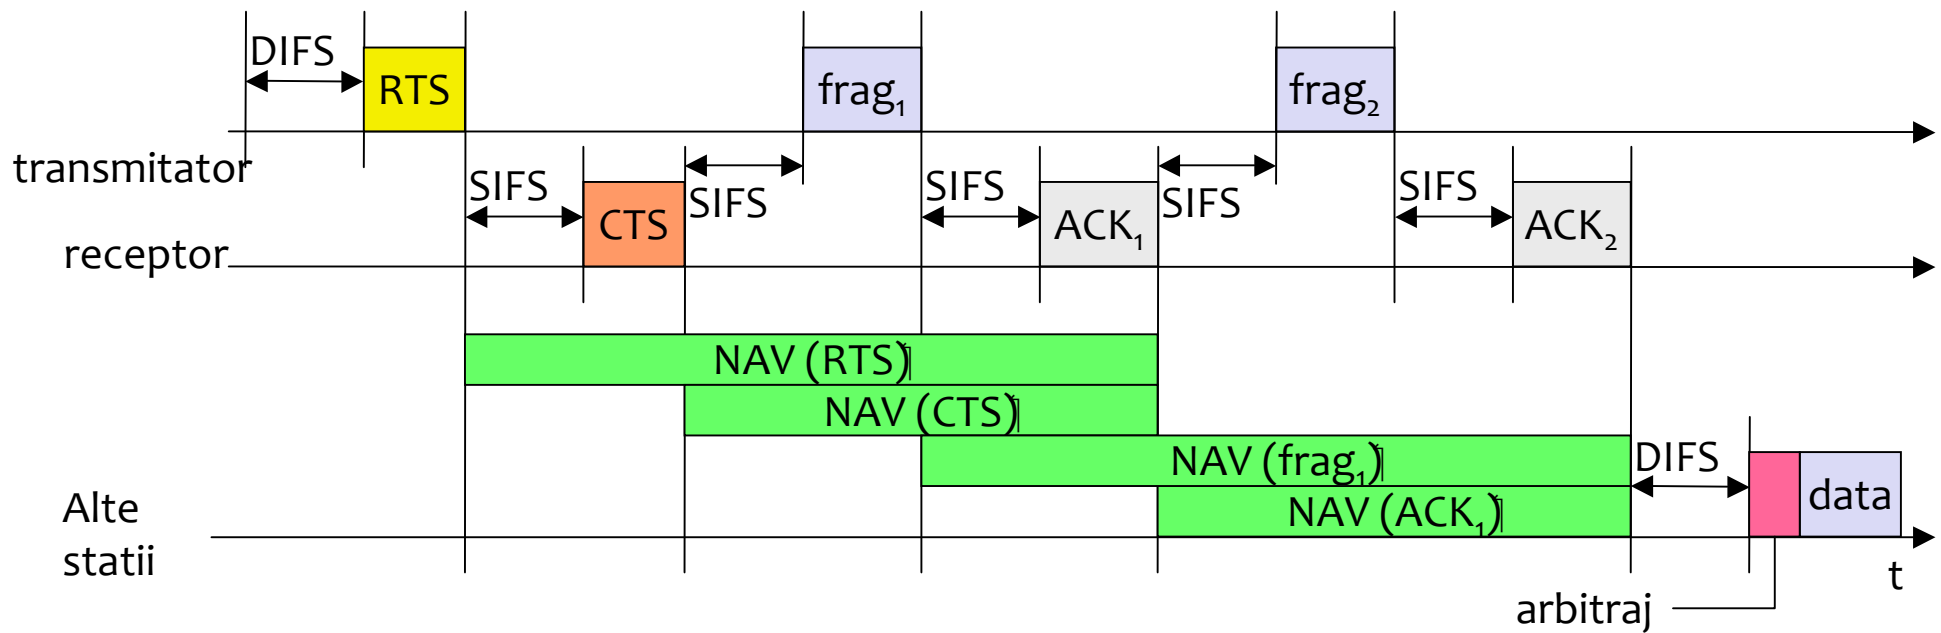 DIFS
RTS
frag₁
frag₂
transmitator
SIFS
CTS
SIFS
SIFS
ACK₁
SIFS
SIFS
ACK₂
receptor
NAV (RTS)
NAV (CTS)
NAV (frag₁)
NAV (ACK₁)
DIFS
data
Alte
statii
t
arbitraj